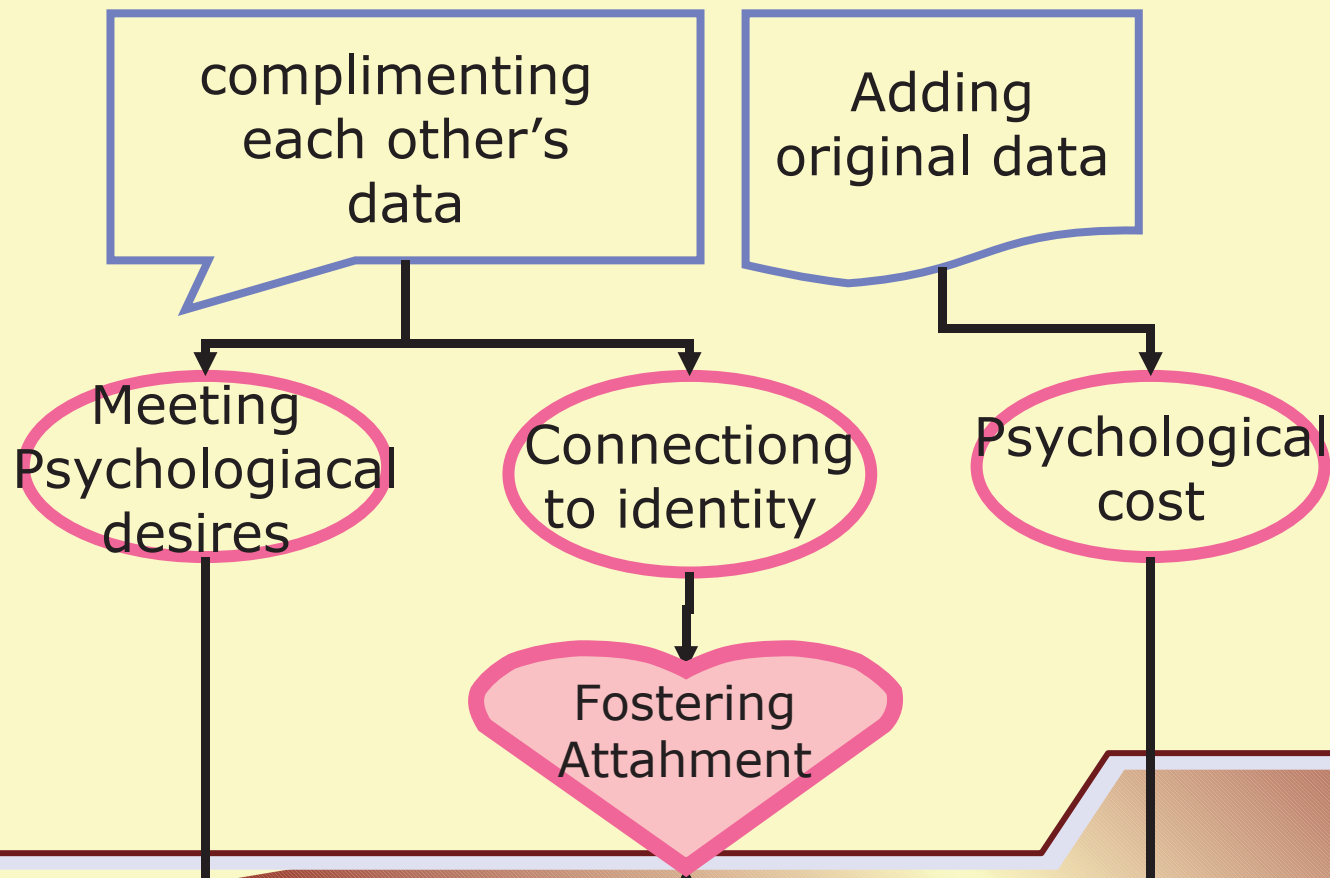 complimenting
each other’s
data
Adding
original data
Meeting
Psychologiacal
desires
Connectiong
to identity
Psychological
cost
Fostering
Attahment